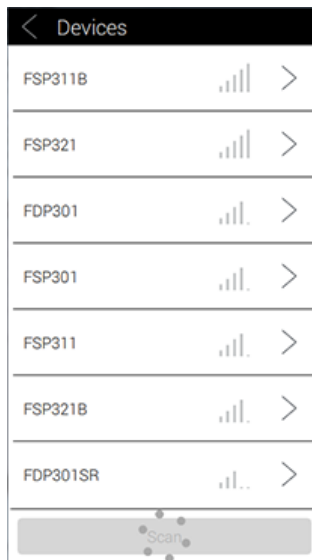 Devices
FSP311B
FSP321
FDP301
FSP301
FSP311
FSP321B
FDP301SR
Scan